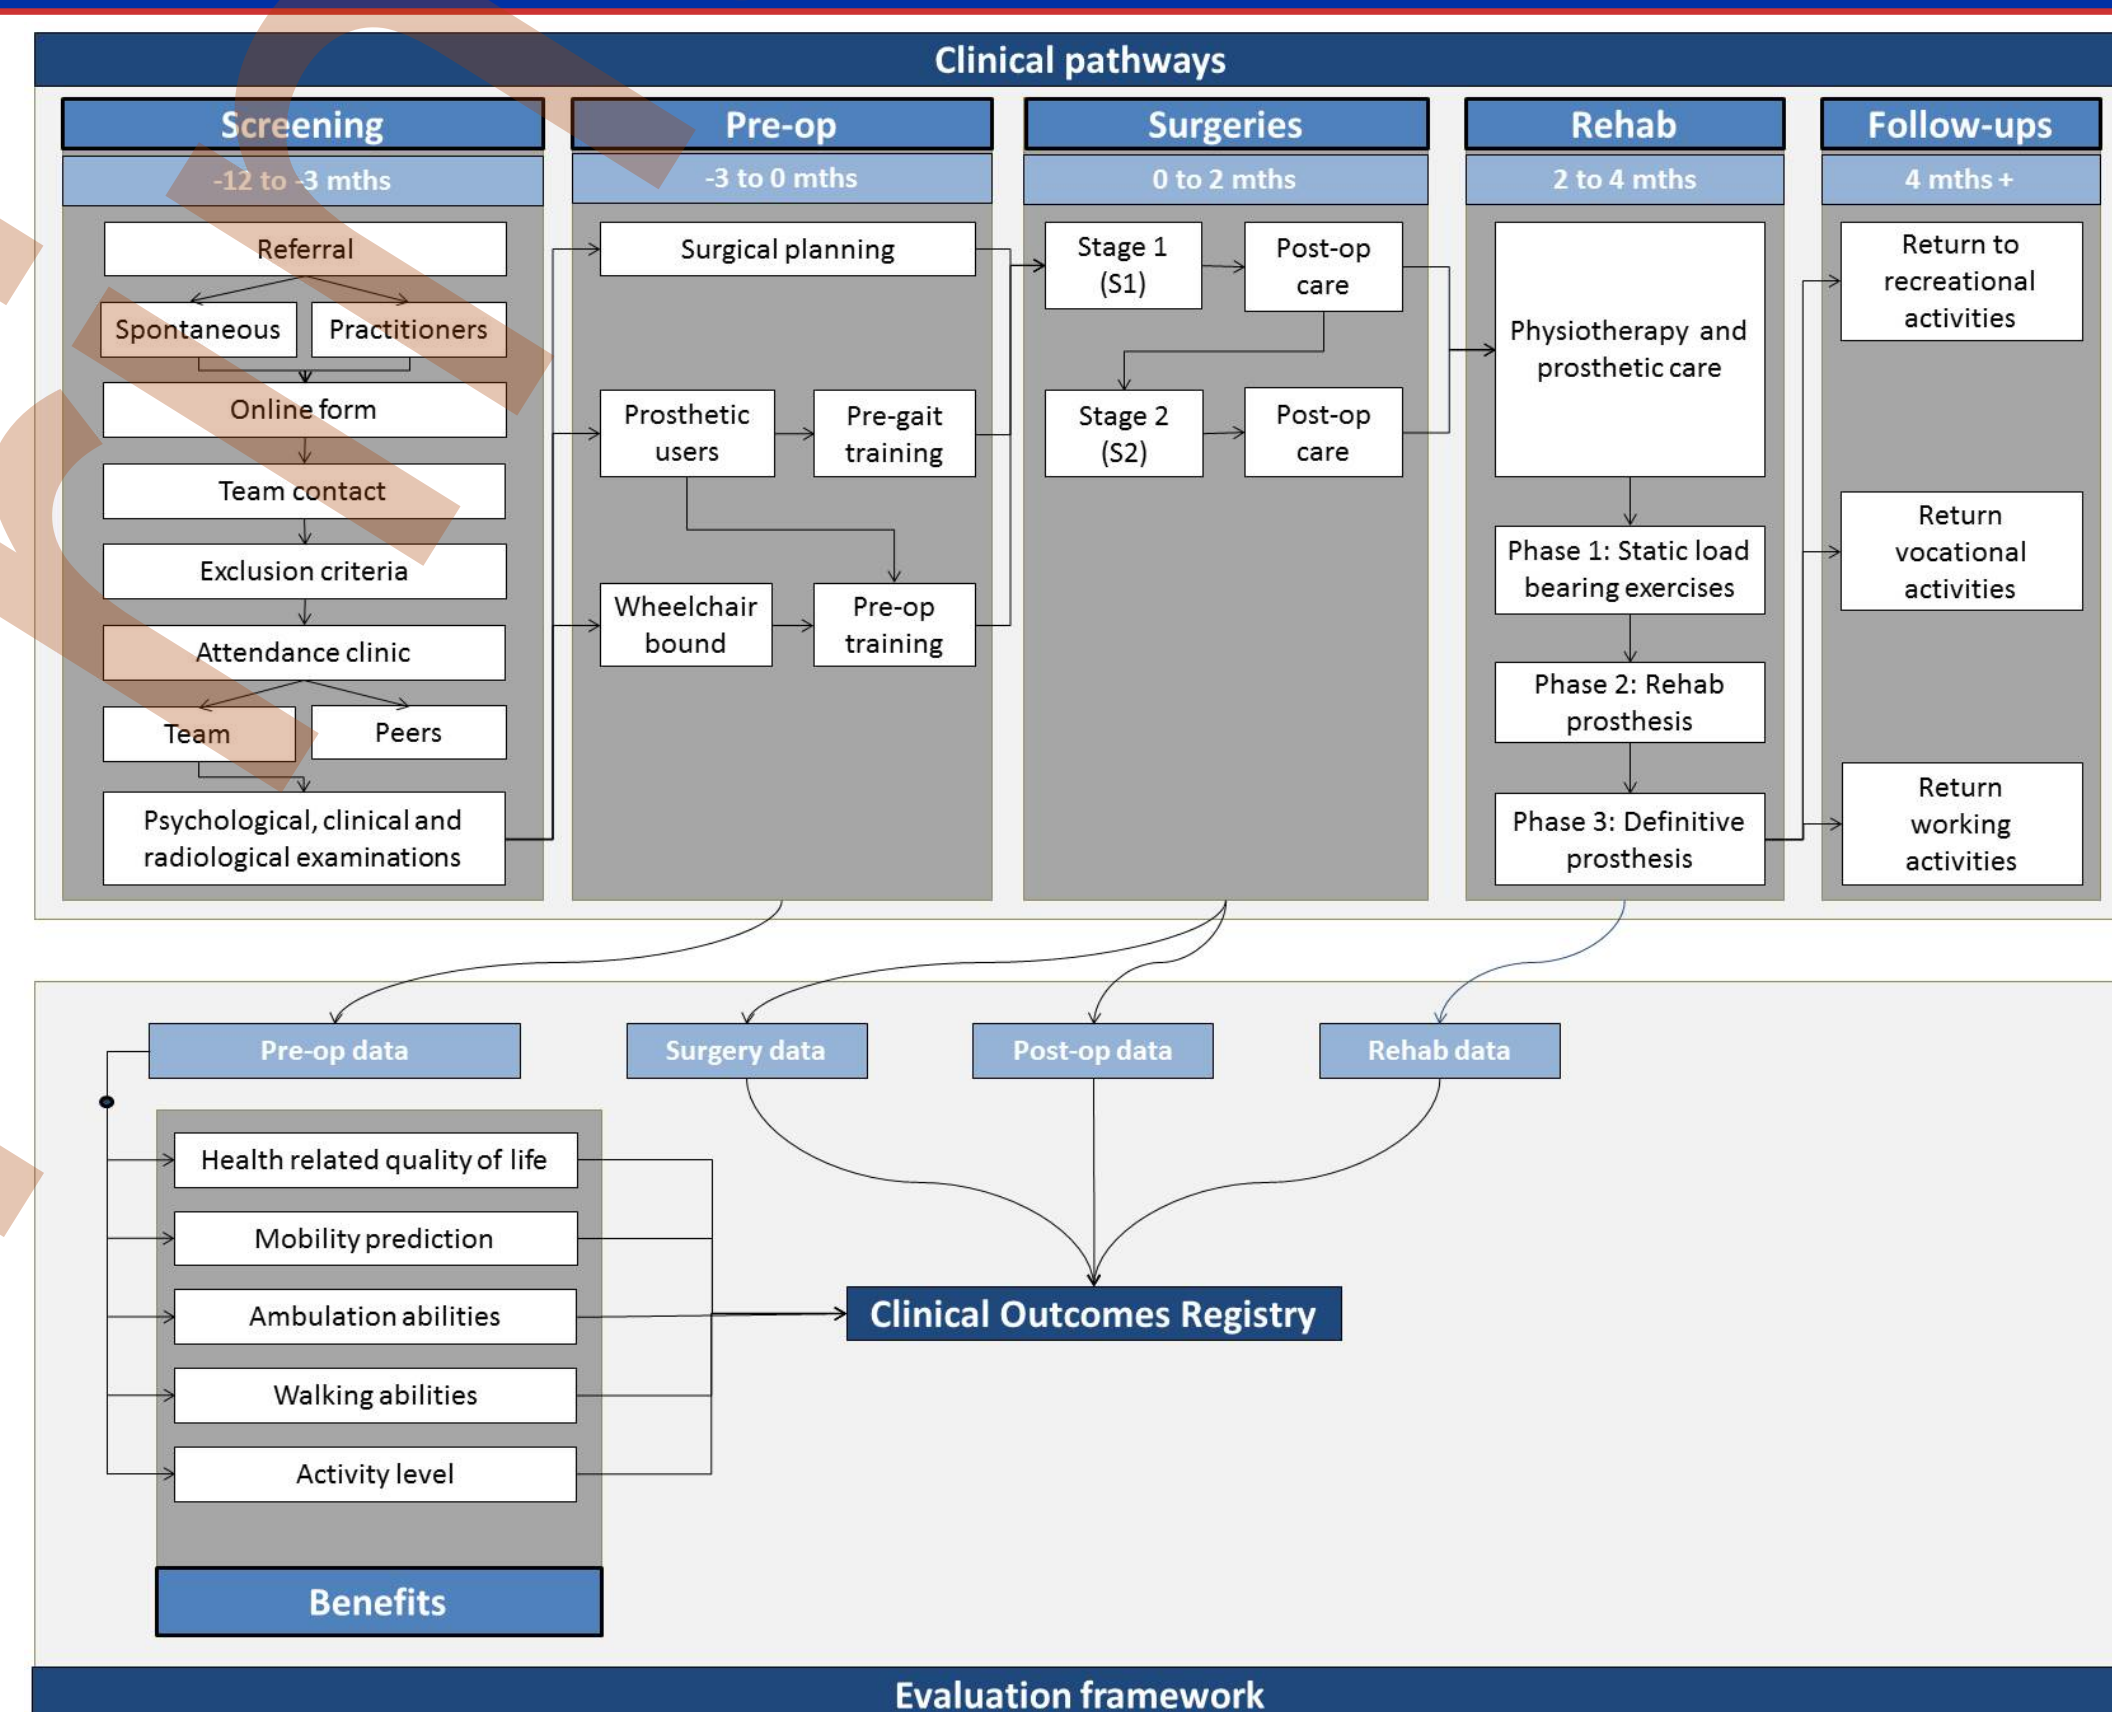 Clinical pathways
Screening
-12 to -3 mths
Referral
Spontaneous
Practitioners
Online form
Team contact
Exclusion criteria
Attendance clinic
Team
Peers
Psychological, clinical and
radiological examinations
Pre-op
-3 to 0 mths
Surgical planning
Prosthetic
users
Pre-gait
training
Wheelchair
bound
Pre-op
training
Surgeries
0 to 2 mths
Stage 1
(S1)
Post-op
care
Stage 2
(S2)
Post-op
care
Rehab
2 to 4 mths
Physiotherapy and
prosthetic care
Phase 1: Static load
bearing exercises
Phase 2: Rehab
prosthesis
Phase 3: Definitive
prosthesis
Follow-ups
4 mths +
Return to
recreational
activities
Return
vocational
activities
Return
working
activities
Pre-op data
Surgery data
Post-op data
Rehab data
Health related quality of life
Mobility prediction
Ambulation abilities
Walking abilities
Activity level
Benefits
Clinical Outcomes Registry
Evaluation framework